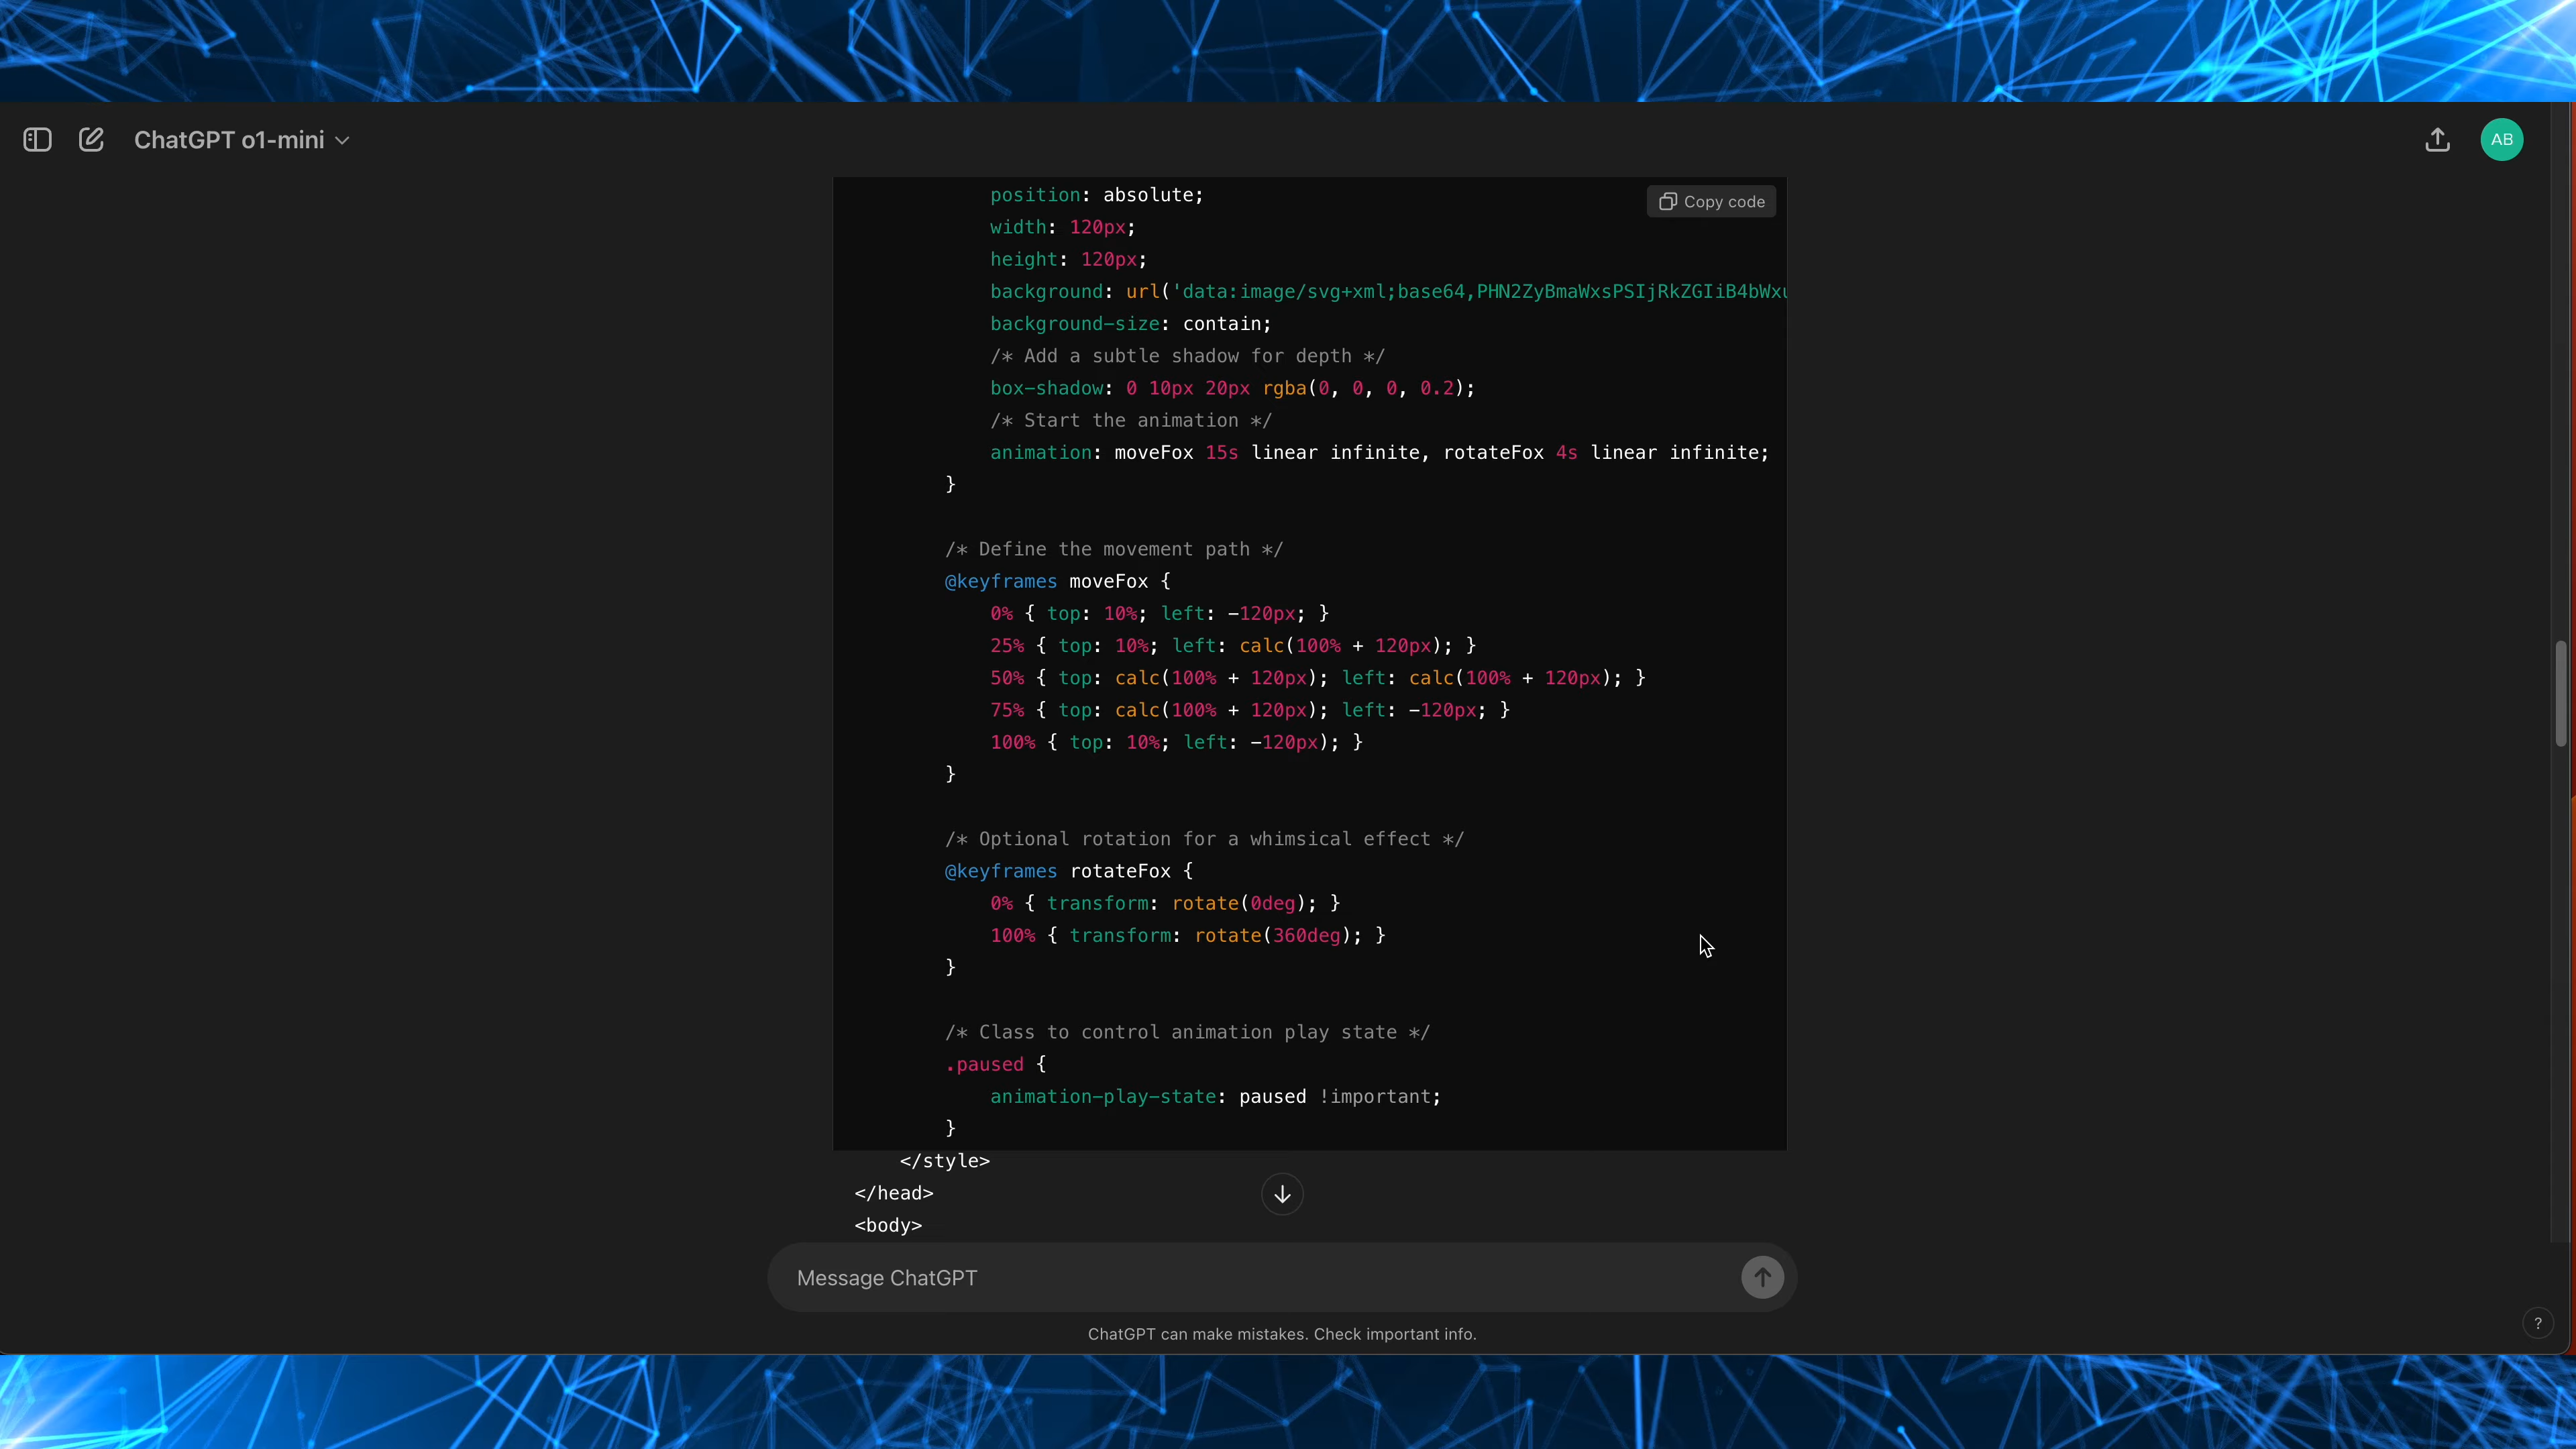 ChatGPT o1-mini
AB
position: absolute;
Copy code
width: 120px;
height: 120px;
background: url('data:image/svg+xml;base64,PHN2ZyBmaWxsPSIjRkZGIiB4bWxu
background-size: contain;
/* Add a subtle shadow for depth */
box-shadow: 0 10px 20px rgba(0, 0, 0, 0.2);
/* Start the animation */
animation: moveFox 15s linear infinite, rotateFox 4s linear infinite;
}
/* Define the movement path */
@keyframes moveFox {
0% { top: 10%; left: -120px; }
25% { top: 10%; left: calc(100% + 120px); }
50% { top: calc(100% + 120px); left: calc(100% + 120px); }
75% { top: calc(100% + 120px); left: -120px; }
100% { top: 10%; left: -120px); }
}
/* Optional rotation for a whimsical effect */
@keyframes rotateFox {
0% { transform: rotate(0deg); }
100% { transform: rotate(360deg); }
}
/* Class to control animation play state */
.paused {
animation-play-state: paused !important;
}
</style>
</head>
<body>
Message ChatGPT
ChatGPT can make mistakes. Check important info.
?